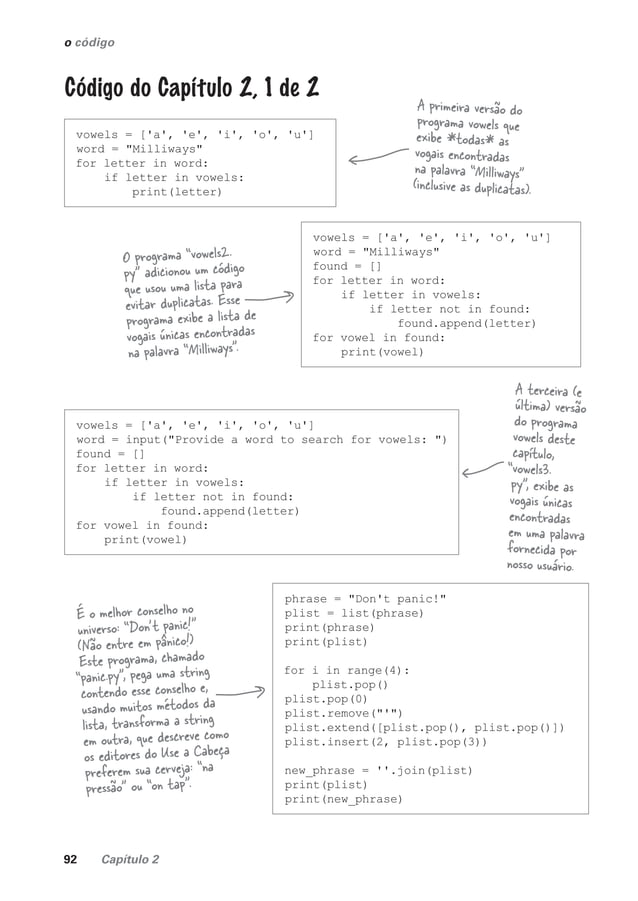 o código
Código do Capítulo 2, 1 de 2
vowels = ['a', 'e', 'i', 'o', 'u']
word = "Milliways"
for letter in word:
    if letter in vowels:
        print(letter)
A primeira versão do
programa vowels que
exibe *todas* as
vogais encontradas
na palavra “Milliways”
(inclusive as duplicatas).
O programa “vowels2.
py” adicionou um código
que usou uma lista para
evitar duplicatas. Esse
programa exibe a lista de
vogais únicas encontradas
na palavra “Milliways”.
vowels = ['a', 'e', 'i', 'o', 'u']
word = "Milliways"
found = []
for letter in word:
    if letter in vowels:
        if letter not in found:
            found.append(letter)
for vowel in found:
    print(vowel)
vowels = ['a', 'e', 'i', 'o', 'u']
word = input("Provide a word to search for vowels: ")
found = []
for letter in word:
    if letter in vowels:
        if letter not in found:
            found.append(letter)
for vowel in found:
    print(vowel)
A terceira (e
última) versão
do programa
vowels deste
capítulo,
“vowels3.
py”, exibe as
vogais únicas
encontradas
em uma palavra
fornecida por
nosso usuário.
É o melhor conselho no
universo: “Don't panic!”
(Não entre em pânico!)
Este programa, chamado
“panic.py”, pega uma string
contendo esse conselho e,
usando muitos métodos da
lista, transforma a string
em outra, que descreve como
os editores do Use a Cabeça
preferem sua cerveja: “na
pressão” ou “on tap”.
phrase = "Don't panic!"
plist = list(phrase)
print(phrase)
print(plist)
for i in range(4):
    plist.pop()
plist.pop(0)
plist.remove("'")
plist.extend([plist.pop(), plist.pop()])
plist.insert(2, plist.pop(3))
new_phrase = ''.join(plist)
print(plist)
print(new_phrase)
92 Capítulo 2